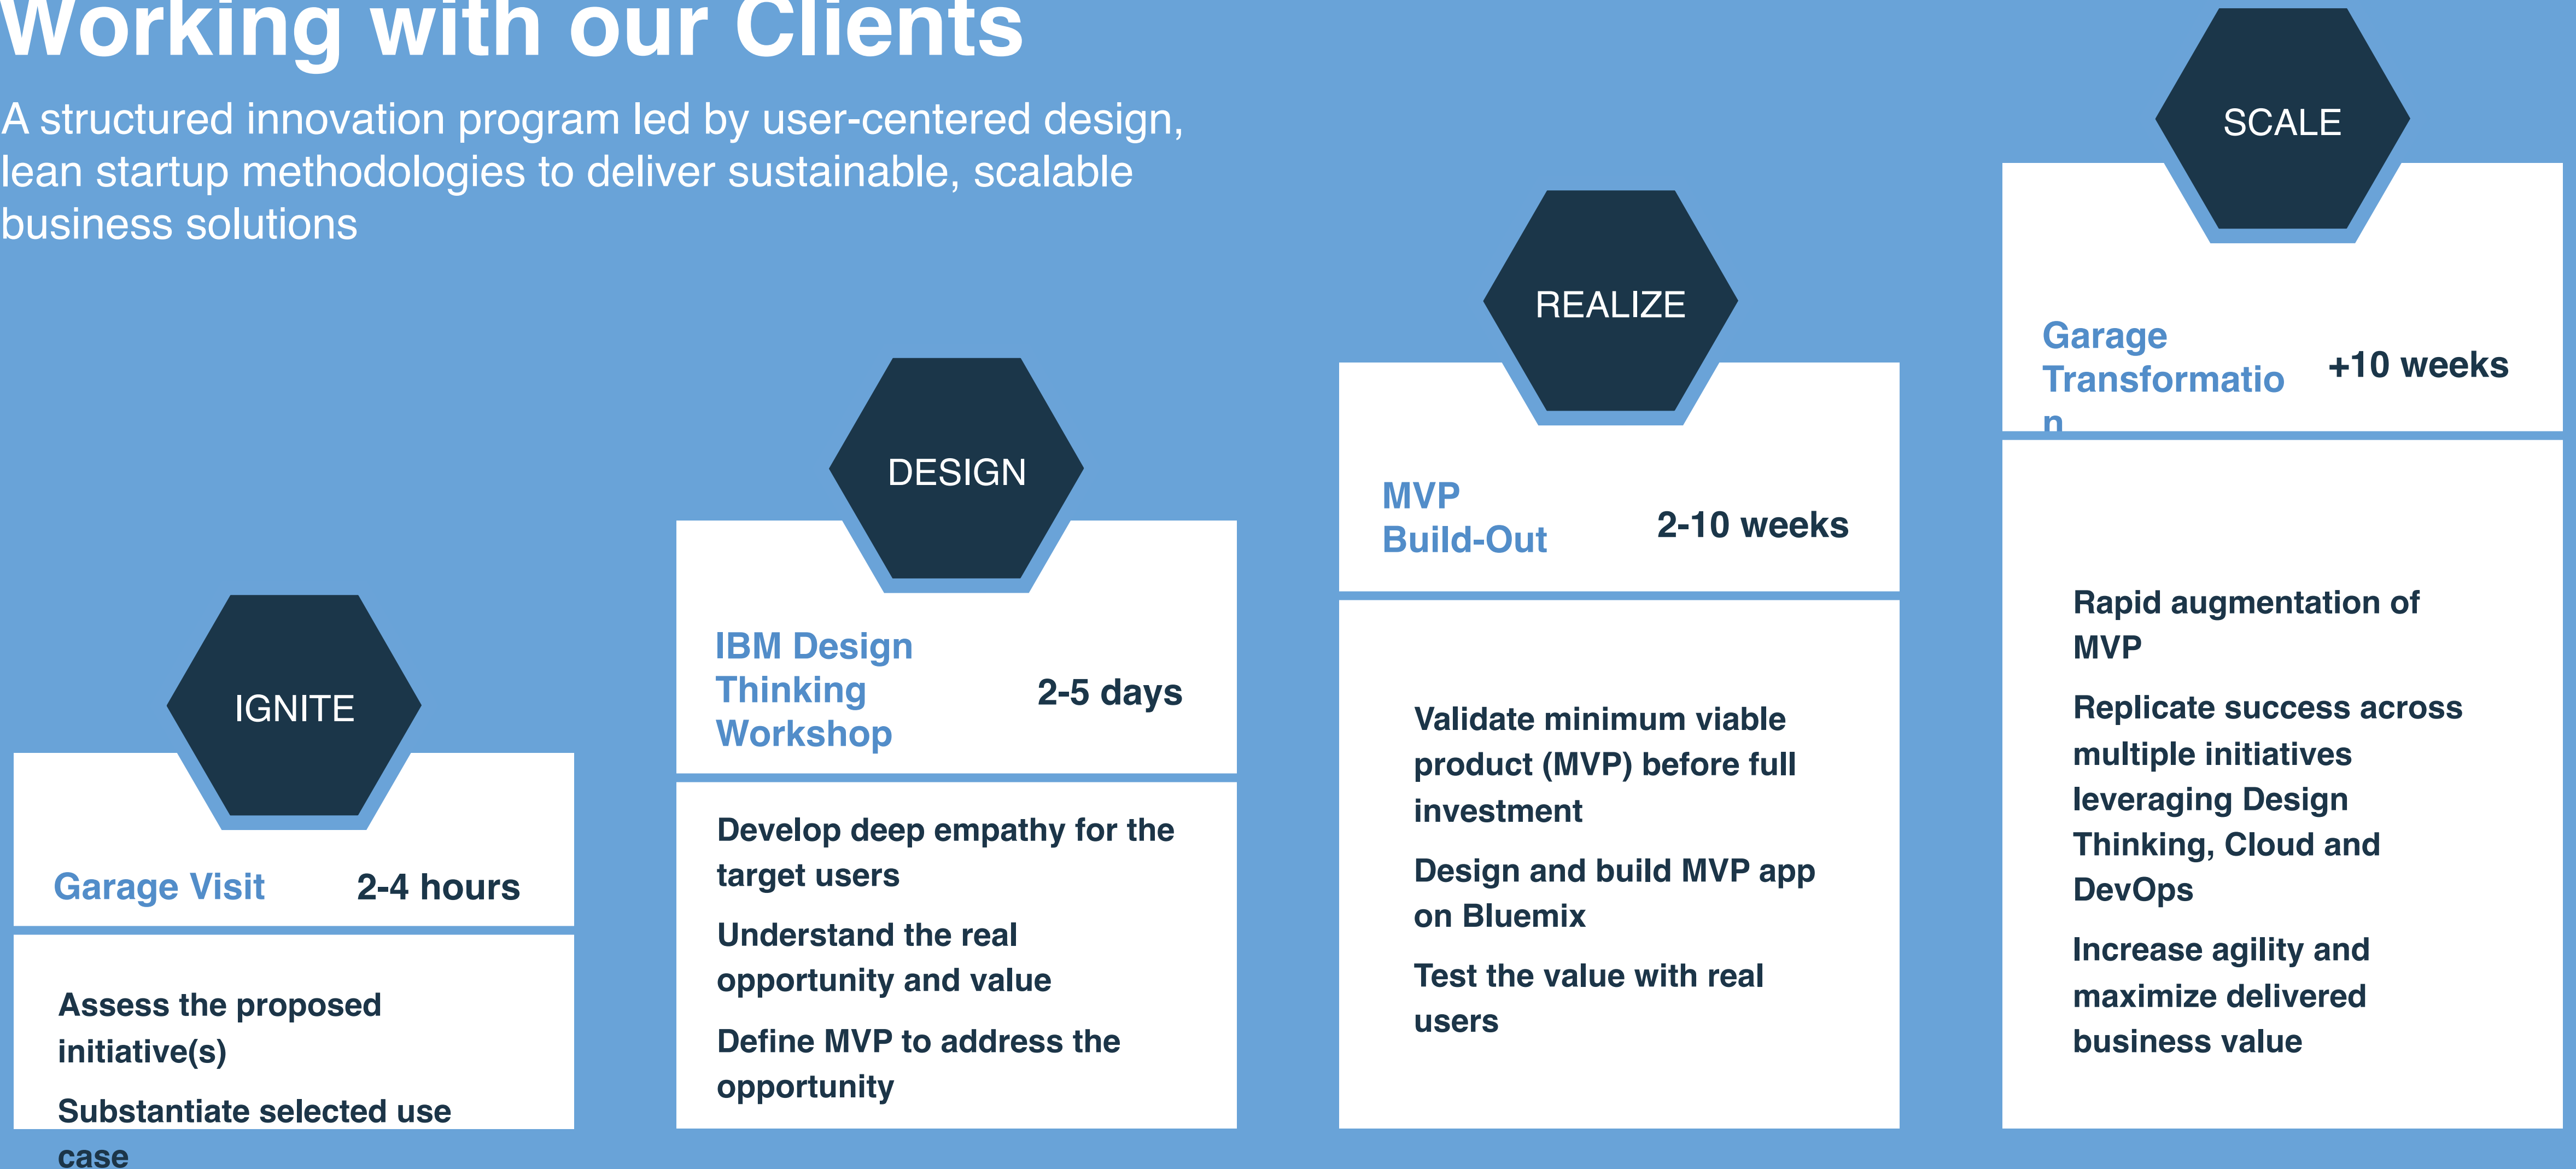 Working with our Clients
A structured innovation program led by user-centered design,
lean startup methodologies to deliver sustainable, scalable
business solutions
IGNITE
Garage Visit
2-4 hours
Assess the proposed
initiative(s)
Substantiate selected use
case
DESIGN
IBM Design
Thinking
Workshop
2-5 days
Develop deep empathy for the
target users
Understand the real
opportunity and value
Define MVP to address the
opportunity
REALIZE
MVP
Build-Out
2-10 weeks
Validate minimum viable
product (MVP) before full
investment
Design and build MVP app
on Bluemix
Test the value with real
users
SCALE
Garage
Transformatio
n
+10 weeks
Rapid augmentation of
MVP
Replicate success across
multiple initiatives
leveraging Design
Thinking, Cloud and
DevOps
Increase agility and
maximize delivered
business value